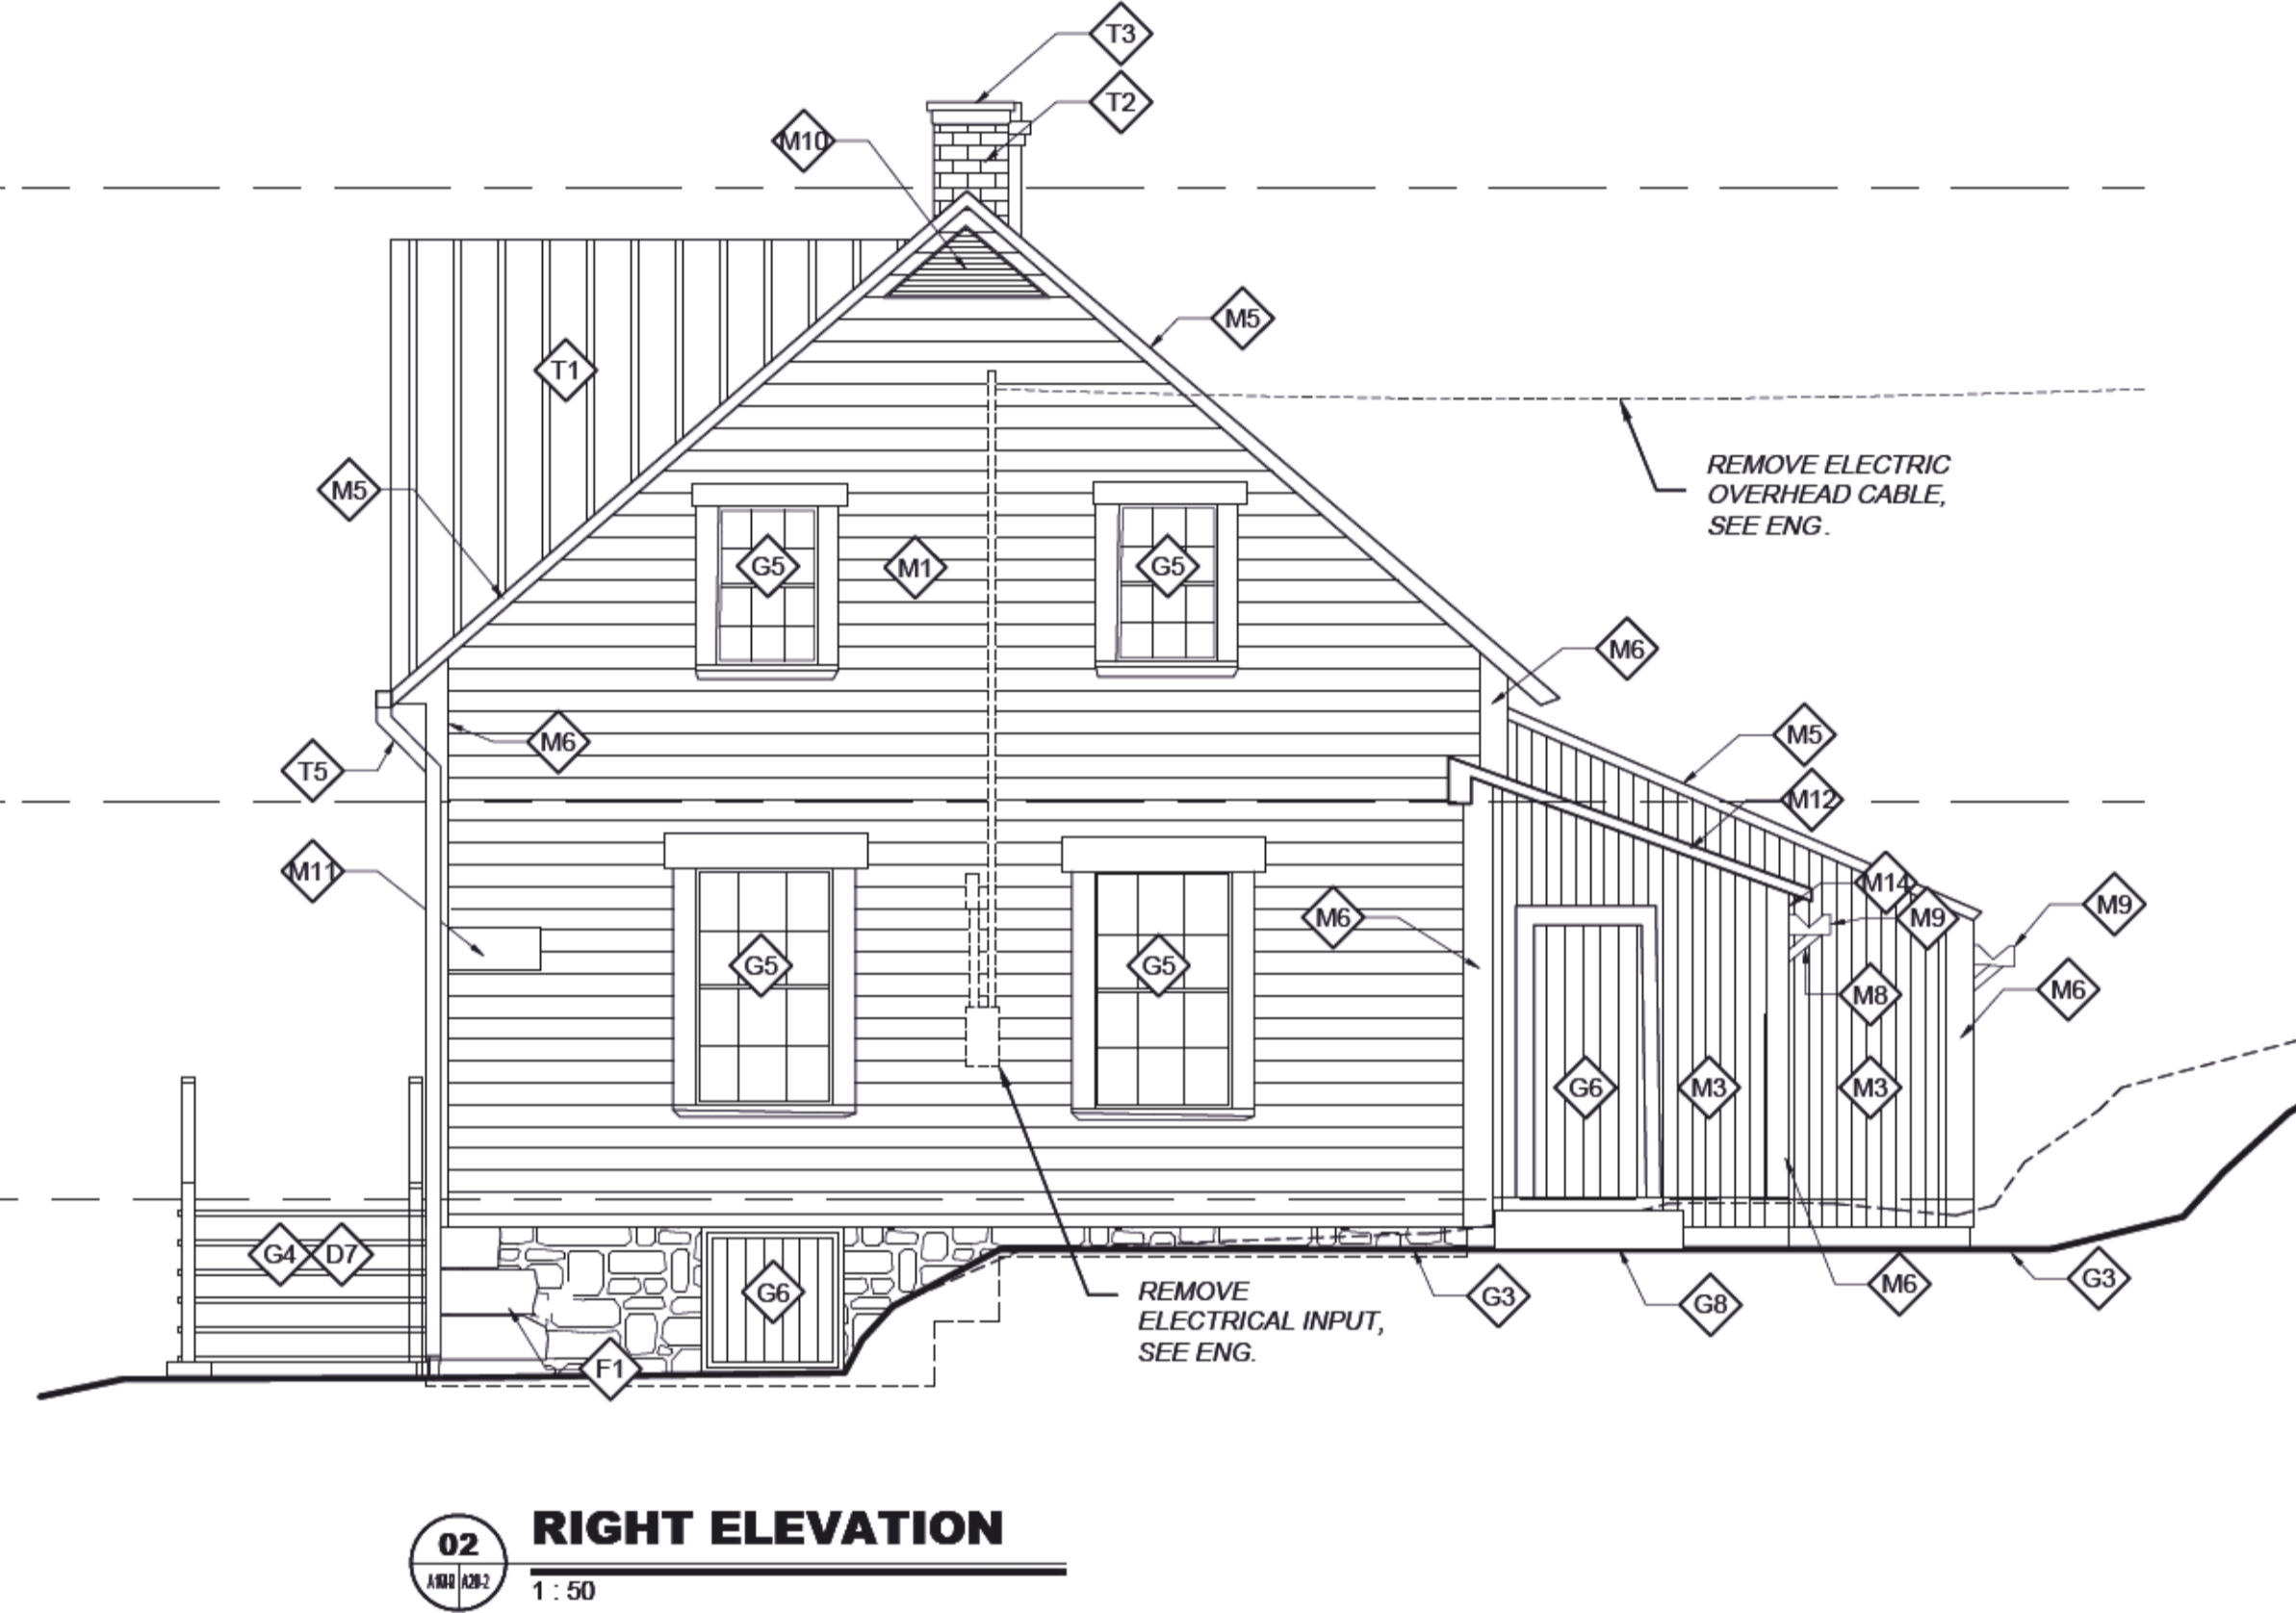 T3
T2
M10
M5
T1
REMOVE ELECTRIC
OVERHEAD CABLE,
SEE ENG.
M5
G5
M1
G5
M6
M6
M5
T5
M12
M11
M14
M9
M9
M6
G5
G5
M8
M6
G6
M3
M3
G4
D7
G6
REMOVE
ELECTRICAL INPUT,
SEE ENG.
G3
G8
M6
G3
F1
02
RIGHT ELEVATION
1 : 50